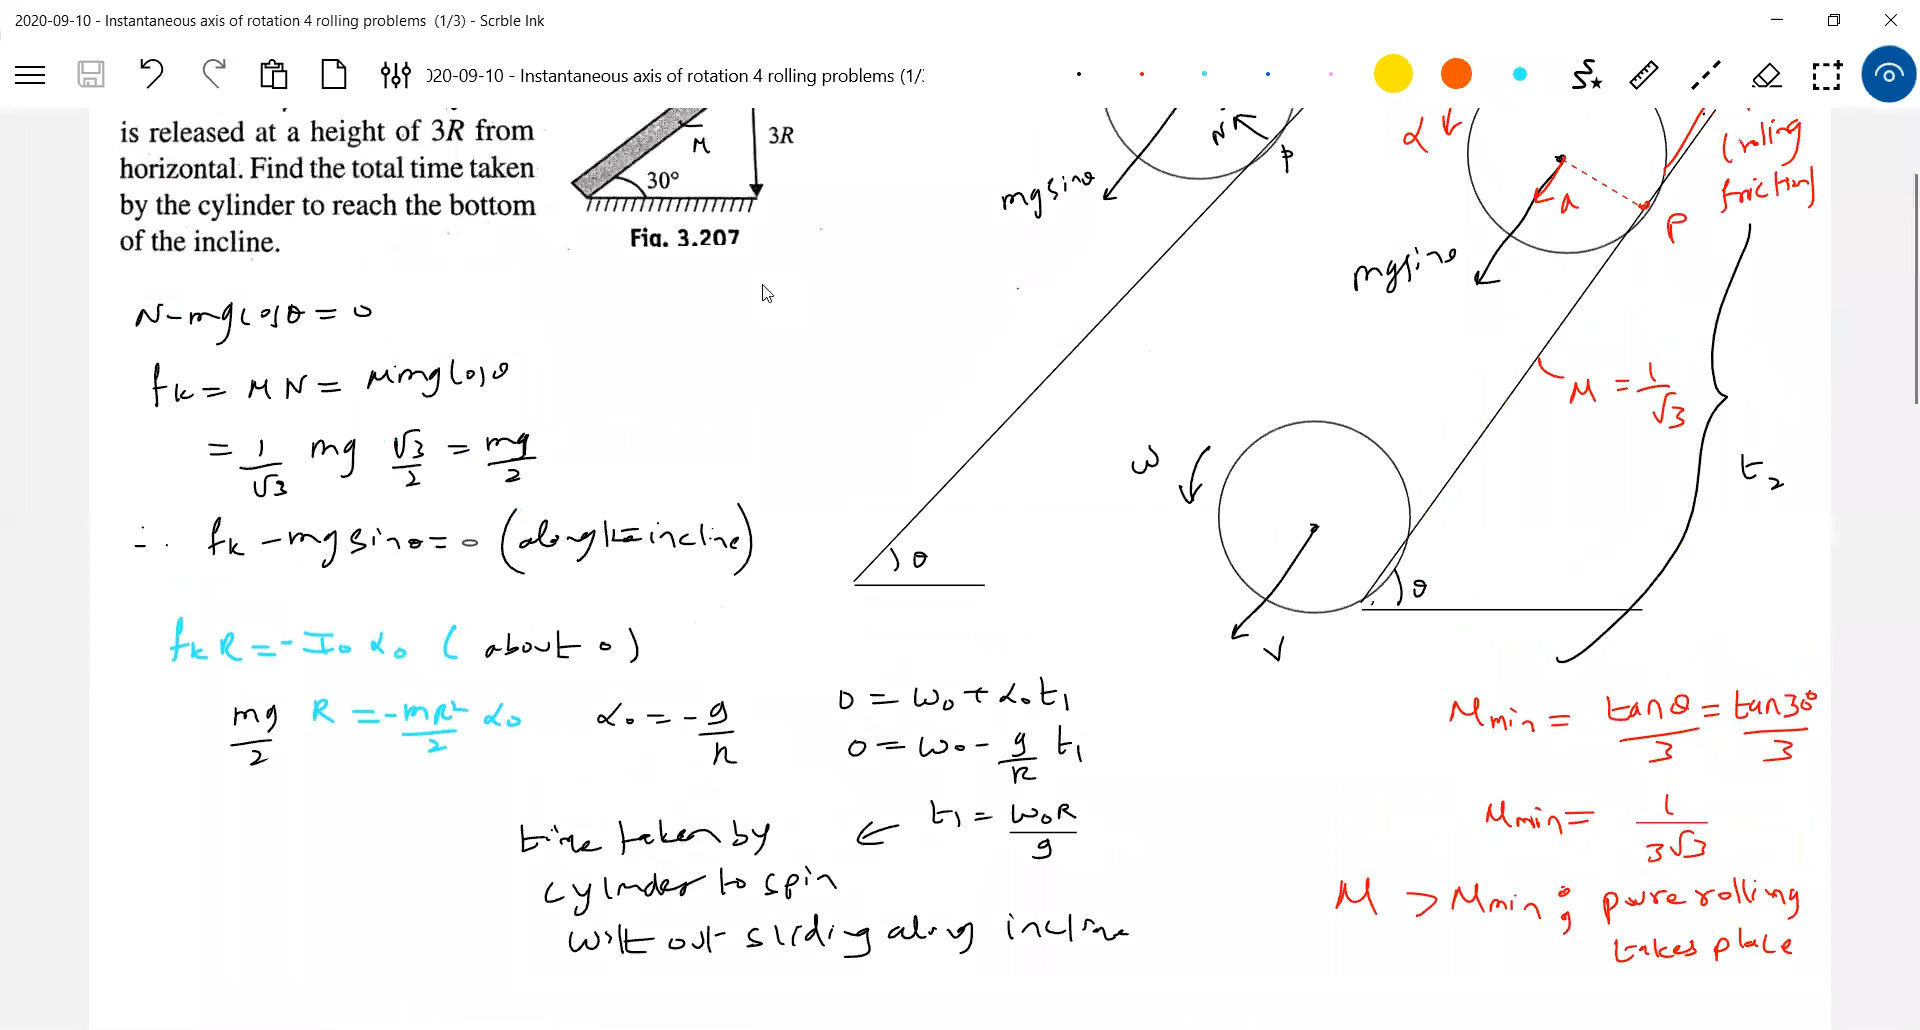 2020-09-10 - Instantaneous axis of rotation 4 rolling problems (1/3) - Scrble Ink
020-09-10 - Instantaneous axis of rotation 4 rolling problems (1/
is released at a height of 3R from
horizontal. Find the total time taken
by the cylinder to reach the bottom
of the incline.
M
3R
30°
Fig. 3.207
N - mg cosθ = 0
fk = μN = μmg cosθ
= 1/√3 mg √3/2 = mg/2
∴ fk - mg sinθ = 0 (along the incline)
fk R = - I₀ α₀ (about o)
mg/2 R = - mR²/2 α₀
α₀ = - g/R
0 = ω₀ + α₀ t₁
0 = ω₀ - g/R t₁
t₁ = ω₀R/g
← time taken by
cylinder to spin
without sliding along incline
mg sinθ
N
P
θ
α
a
mg sinθ
P
(rolling
friction)
μ = 1/√3
t₂
ω
V
θ
μmin = tanθ/3 = tan30°/3
μmin = 1/3√3
μ > μmin ; pure rolling
takes place